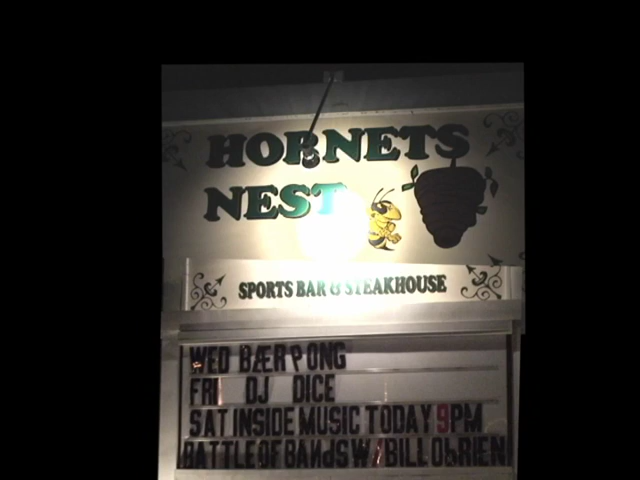 HORNETS
NEST
SPORTS BAR & STEAKHOUSE
WED BÆR PONG
FRI DJ DICE
SAT INSIDE MUSIC TODAY 9PM
BATTLE OF BANdS W/ BILL ObRIEN